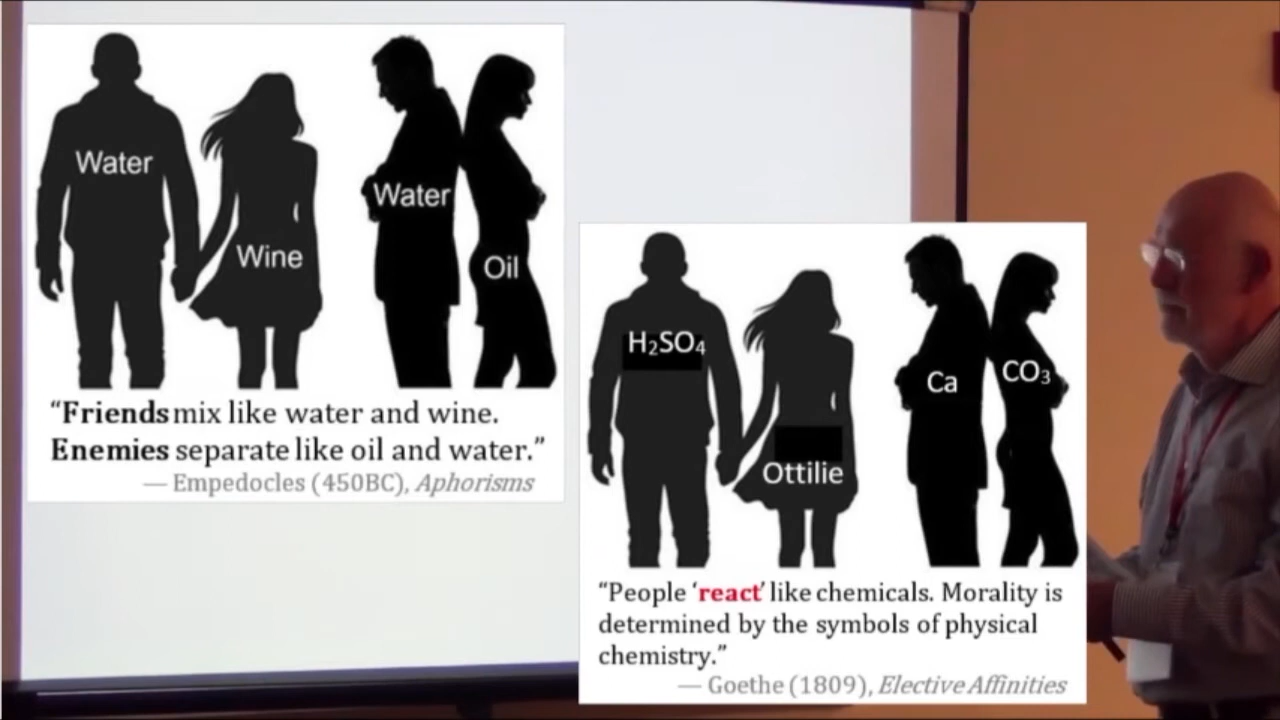 Water
Wine
Water
Oil
“Friends mix like water and wine.
Enemies separate like oil and water.”
— Empedocles (450BC), Aphorisms
H₂SO₄
Ottilie
Ca
CO₃
“People ‘react’ like chemicals. Morality is
determined by the symbols of physical
chemistry.”
— Goethe (1809), Elective Affinities